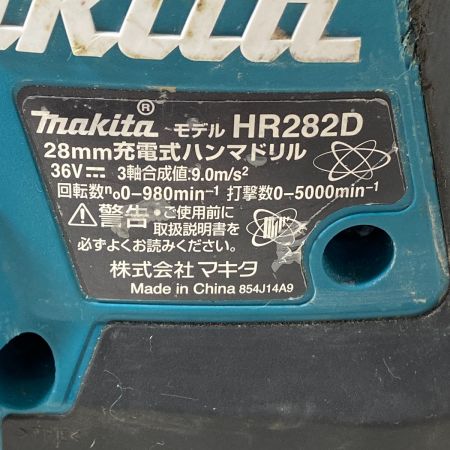 makita
makita® モデル HR282D
28mm充電式ハンマドリル
36V⎓ 3軸合成値:9.0m/s²
回転数n₀0-980min⁻¹ 打撃数0-5000min⁻¹
⚠警告:ご使用前に
取扱説明書を
必ずよくお読みください。
株式会社 マキタ
Made in China 854J14A9